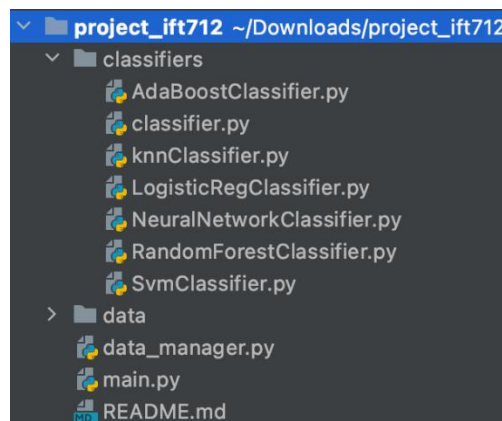 project_ift712 ~/Downloads/project_ift712
classifiers
AdaBoostClassifier.py
classifier.py
knnClassifier.py
LogisticRegClassifier.py
NeuralNetworkClassifier.py
RandomForestClassifier.py
SvmClassifier.py
data
data_manager.py
main.py
MD README.md